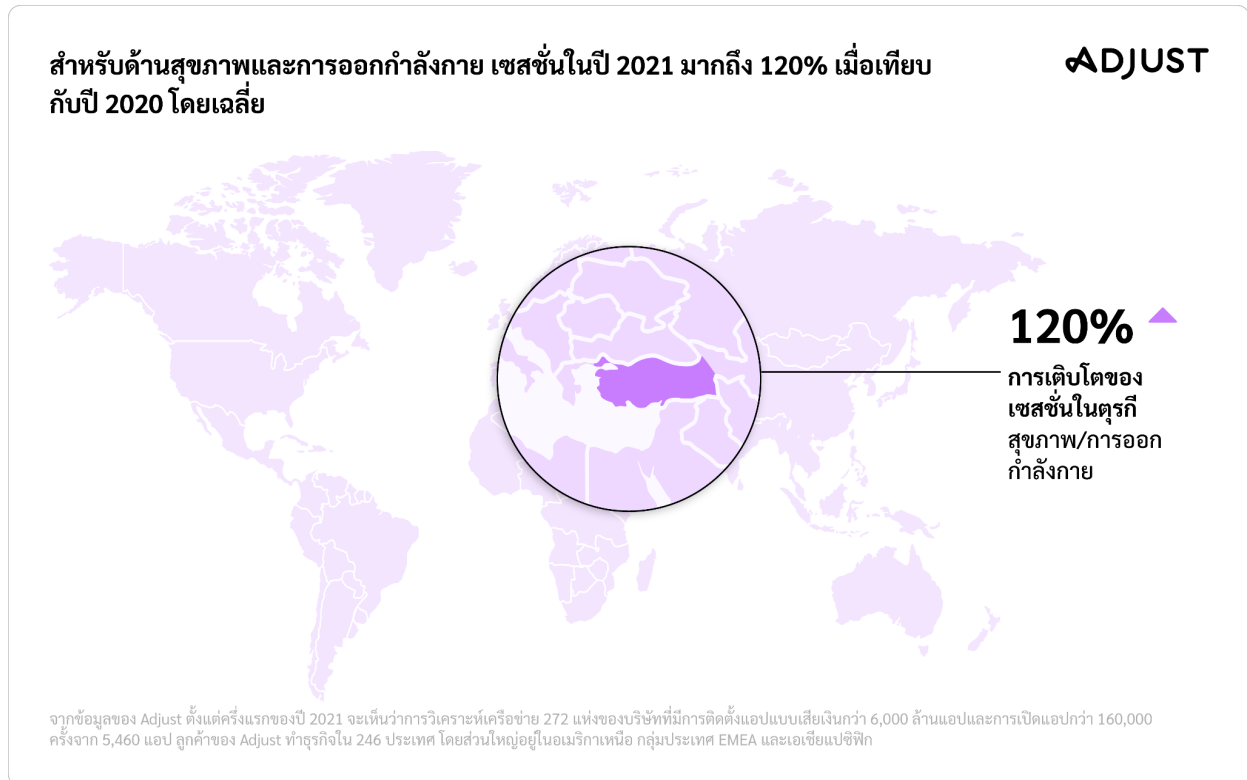 สำหรับด้านสุขภาพและการออกกำลังกาย เซสชั่นในปี 2021 มากถึง 120% เมื่อเทียบ
กับปี 2020 โดยเฉลี่ย
ADJUST
120%
การเติบโตของ
เซสชั่นในตุรกี
สุขภาพ/การออก
กำลังกาย
จากข้อมูลของ Adjust ตั้งแต่ครึ่งแรกของปี 2021 จะเห็นว่าการวิเคราะห์เครือข่าย 272 แห่งของบริษัทที่มีการติดตั้งแอปแบบเสียเงินกว่า 6,000 ล้านแอปและการเปิดแอปกว่า 160,000
ครั้งจาก 5,460 แอป ลูกค้าของ Adjust ทำธุรกิจใน 246 ประเทศ โดยส่วนใหญ่อยู่ในอเมริกาเหนือ กลุ่มประเทศ EMEA และเอเชียแปซิฟิก